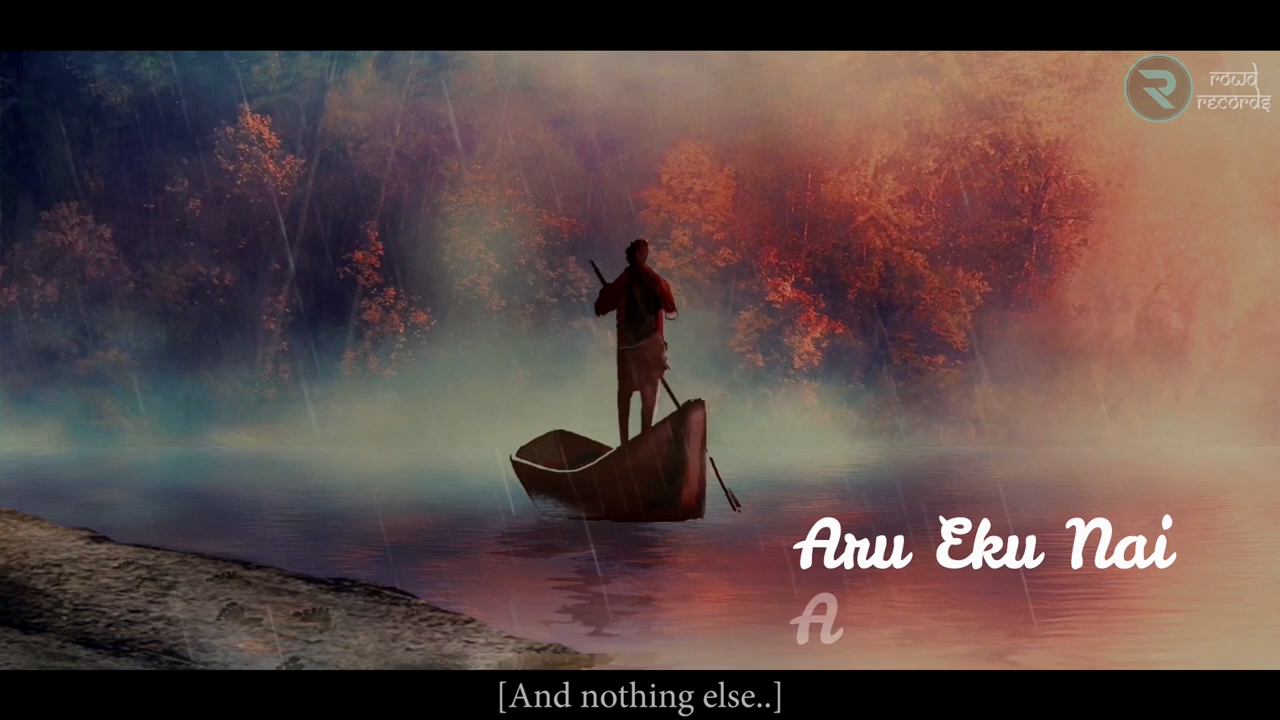 rowd
records
Aru Eku Nai
A
[And nothing else..]